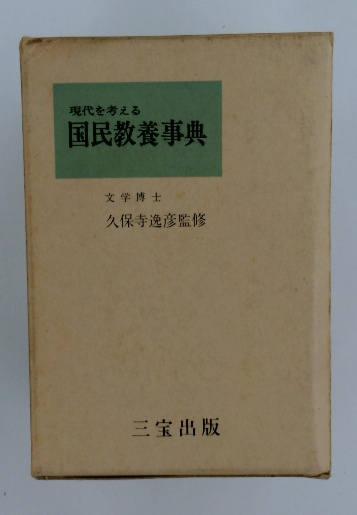 現代を考える
国民教養事典
文学博士
久保寺逸彦監修
三宝出版